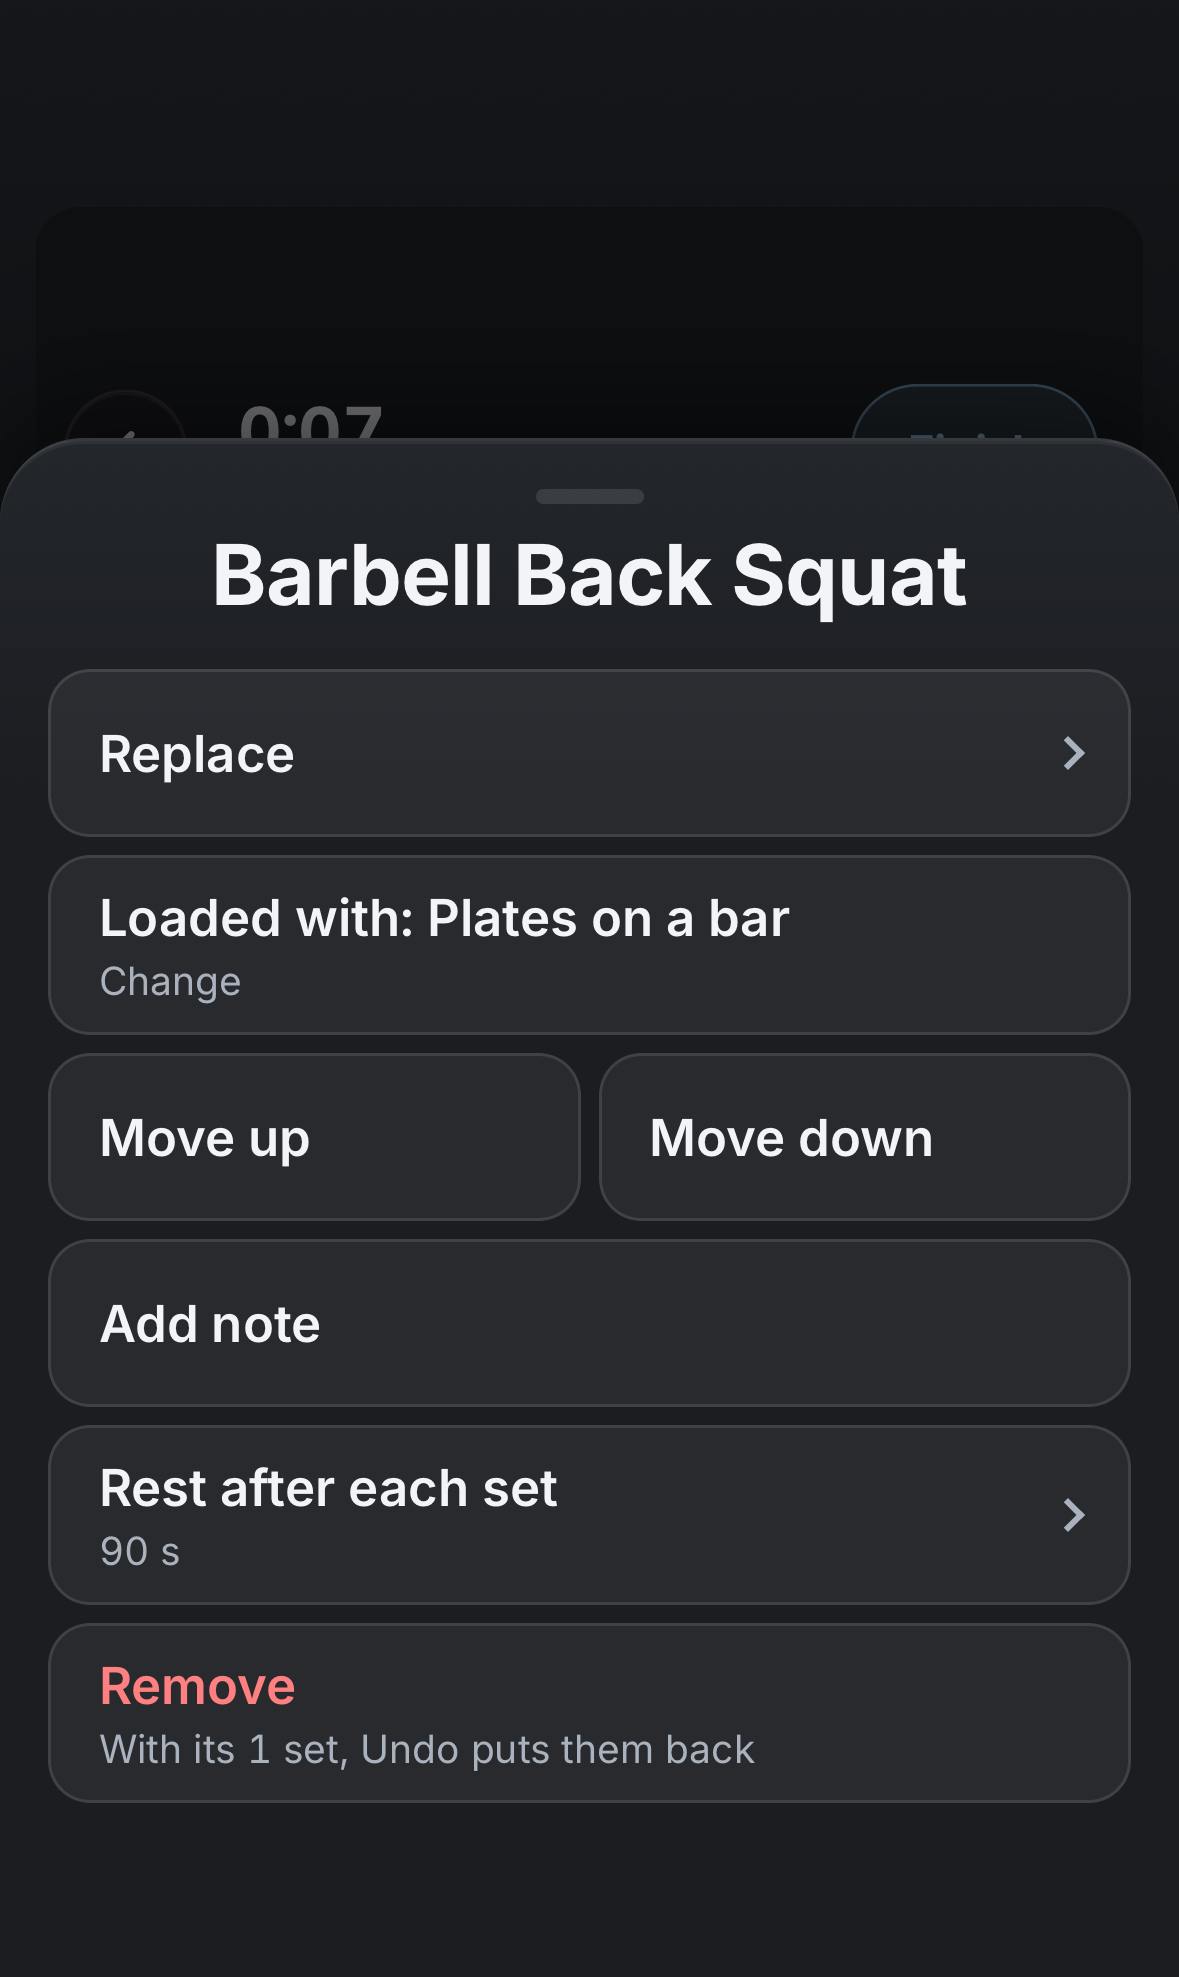 0:07
Barbell Back Squat
Replace
Loaded with: Plates on a bar
Change
Move up
Move down
Add note
Rest after each set
90 s
Remove
With its 1 set, Undo puts them back